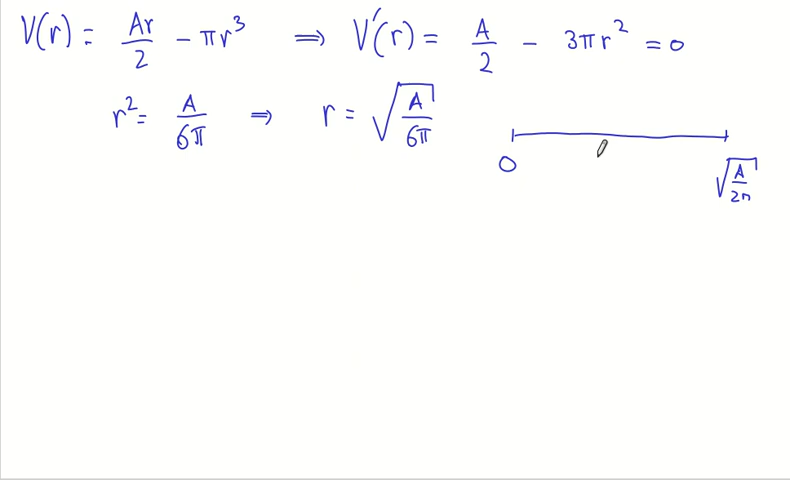 V(r) = Ar/2 − πr³ ⟹ V'(r) = A/2 − 3πr² = 0
r² = A/6π ⟹ r = √(A/6π)
0 √(A/2π)